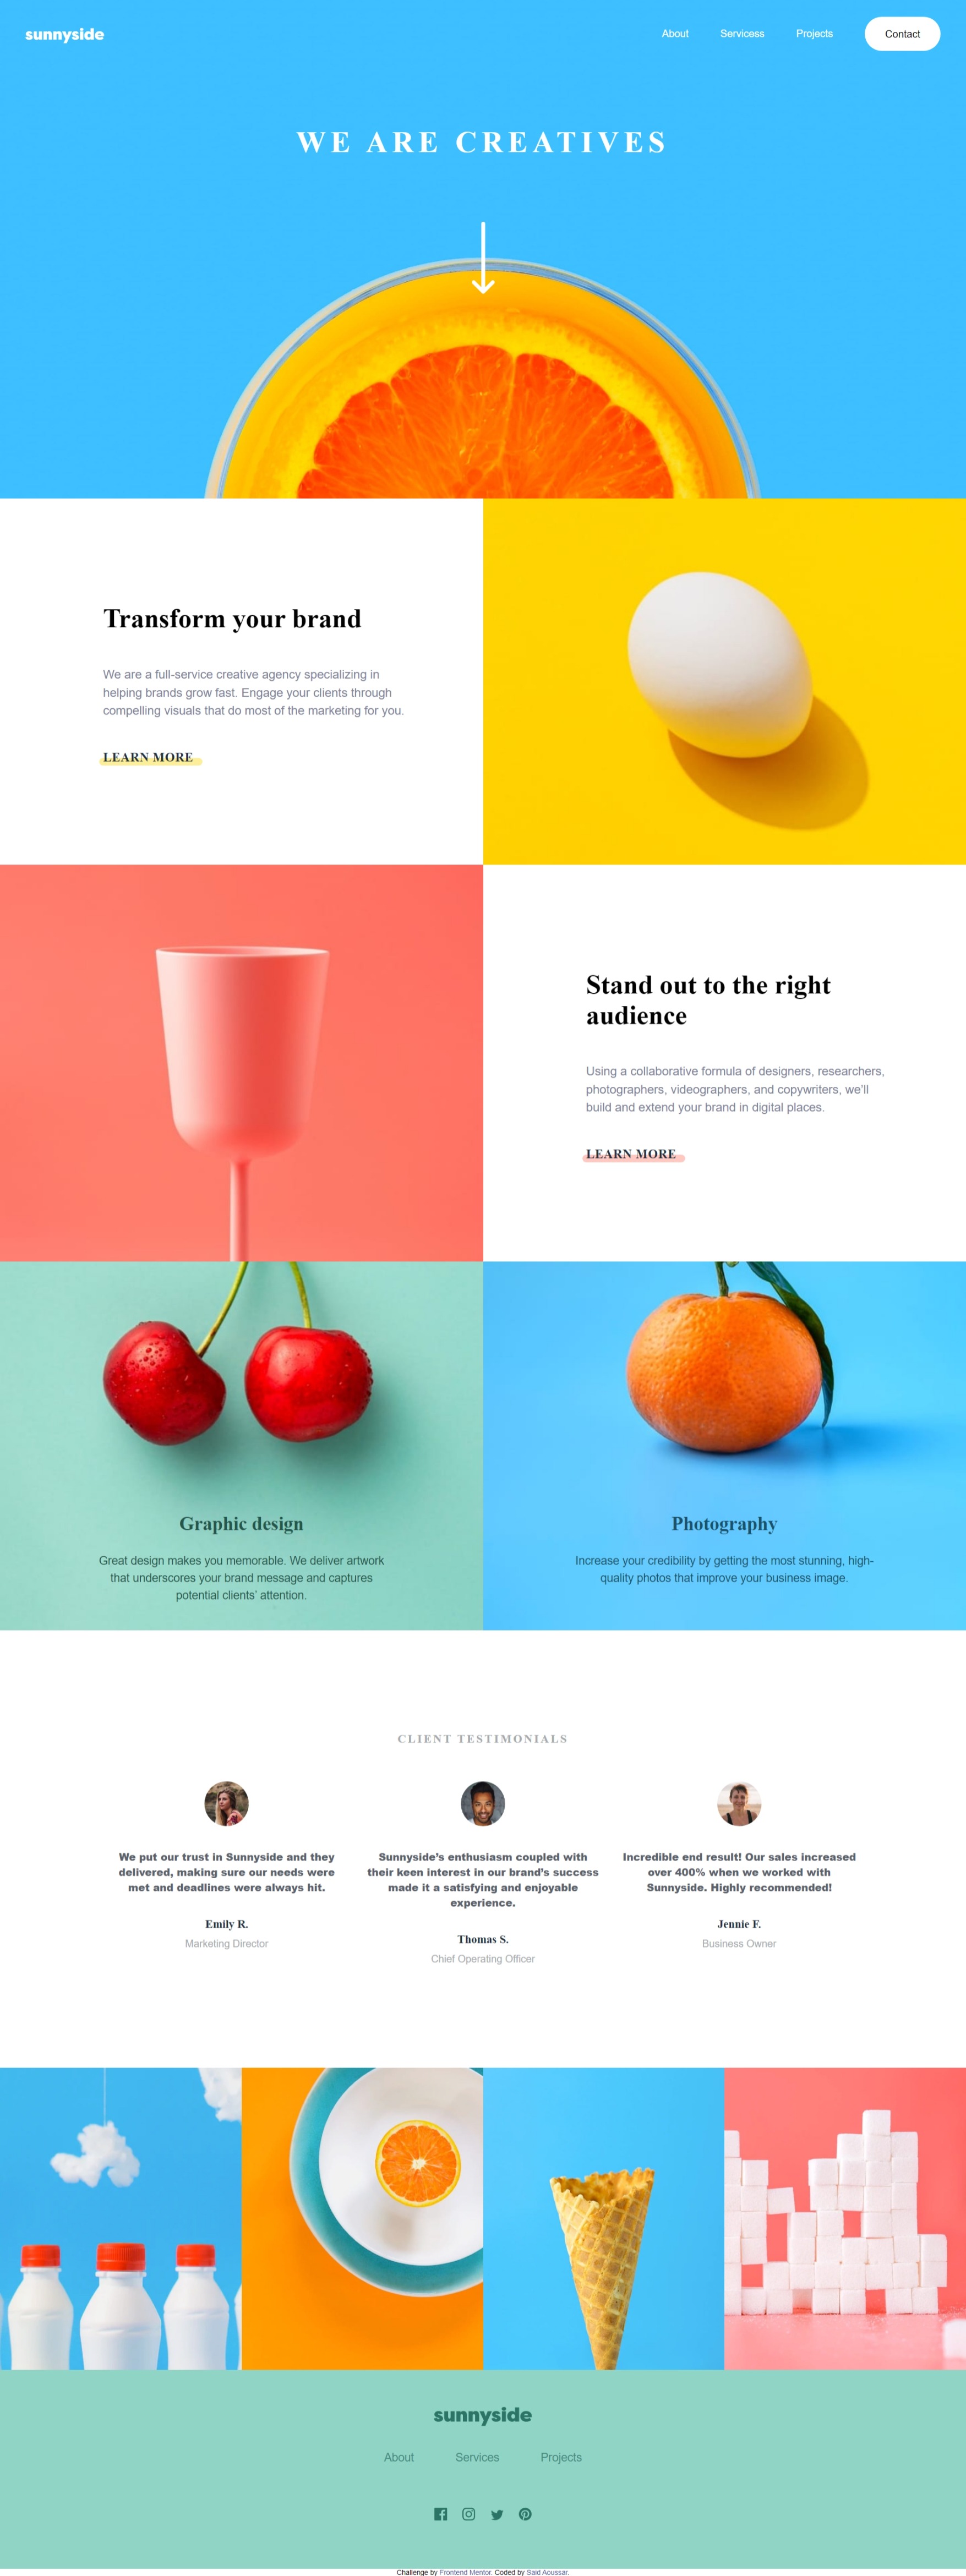 sunnyside
About Servicess Projects Contact
WE ARE CREATIVES
Transform your brand
We are a full-service creative agency specializing in
helping brands grow fast. Engage your clients through
compelling visuals that do most of the marketing for you.
LEARN MORE
Stand out to the right
audience
Using a collaborative formula of designers, researchers,
photographers, videographers, and copywriters, we'll
build and extend your brand in digital places.
LEARN MORE
Graphic design
Great design makes you memorable. We deliver artwork
that underscores your brand message and captures
potential clients' attention.
Photography
Increase your credibility by getting the most stunning, high-
quality photos that improve your business image.
CLIENT TESTIMONIALS
We put our trust in Sunnyside and they
delivered, making sure our needs were
met and deadlines were always hit.
Emily R.
Marketing Director
Sunnyside's enthusiasm coupled with
their keen interest in our brand's success
made it a satisfying and enjoyable
experience.
Thomas S.
Chief Operating Officer
Incredible end result! Our sales increased
over 400% when we worked with
Sunnyside. Highly recommended!
Jennie F.
Business Owner
sunnyside
About Services Projects
Challenge by Frontend Mentor. Coded by Said Aoussar.